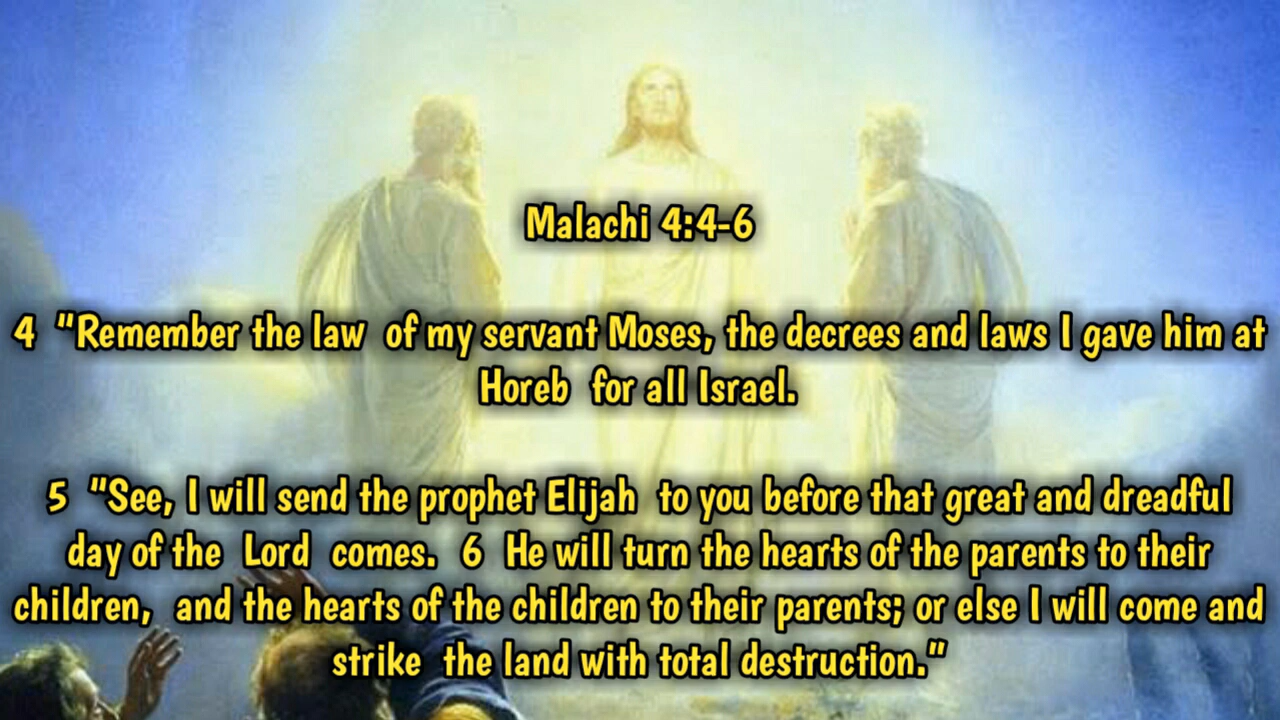 Malachi 4:4-6
4 "Remember the law of my servant Moses, the decrees and laws I gave him at
Horeb for all Israel.
5 "See, I will send the prophet Elijah to you before that great and dreadful
day of the Lord comes. 6 He will turn the hearts of the parents to their
children, and the hearts of the children to their parents; or else I will come and
strike the land with total destruction."